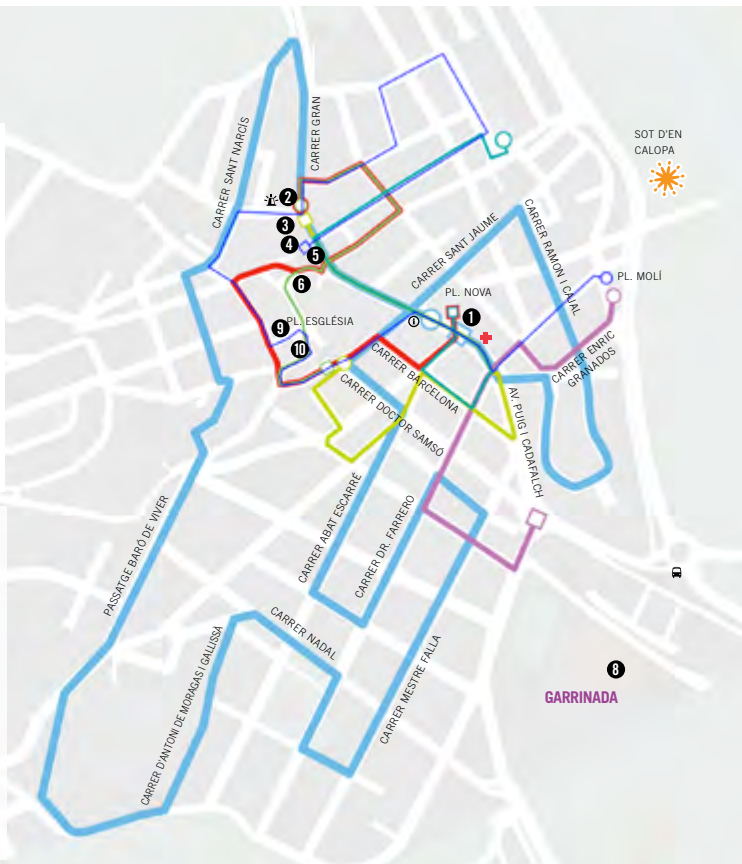 SOT D'EN
CALOPA
CARRER GRAN
CARRER SANT NARCÍS
2
3
4
5
6
CARRER SANT JAUME
CARRER RAMON I CAJAL
PL. MOLÍ
PL. NOVA
1
i
9
PL. ESGLÉSIA
10
CARRER BARCELONA
CARRER ENRIC
GRANADOS
CARRER DOCTOR SAMSÓ
AV. PUIG I CADAFALCH
CARRER ABAT ESCARRÉ
CARRER DR. FARRERO
PASSATGE BARÓ DE VIVER
CARRER NADAL
CARRER D'ANTONI DE MORAGAS I GALLISSÀ
CARRER MESTRE FALLA
8
GARRINADA